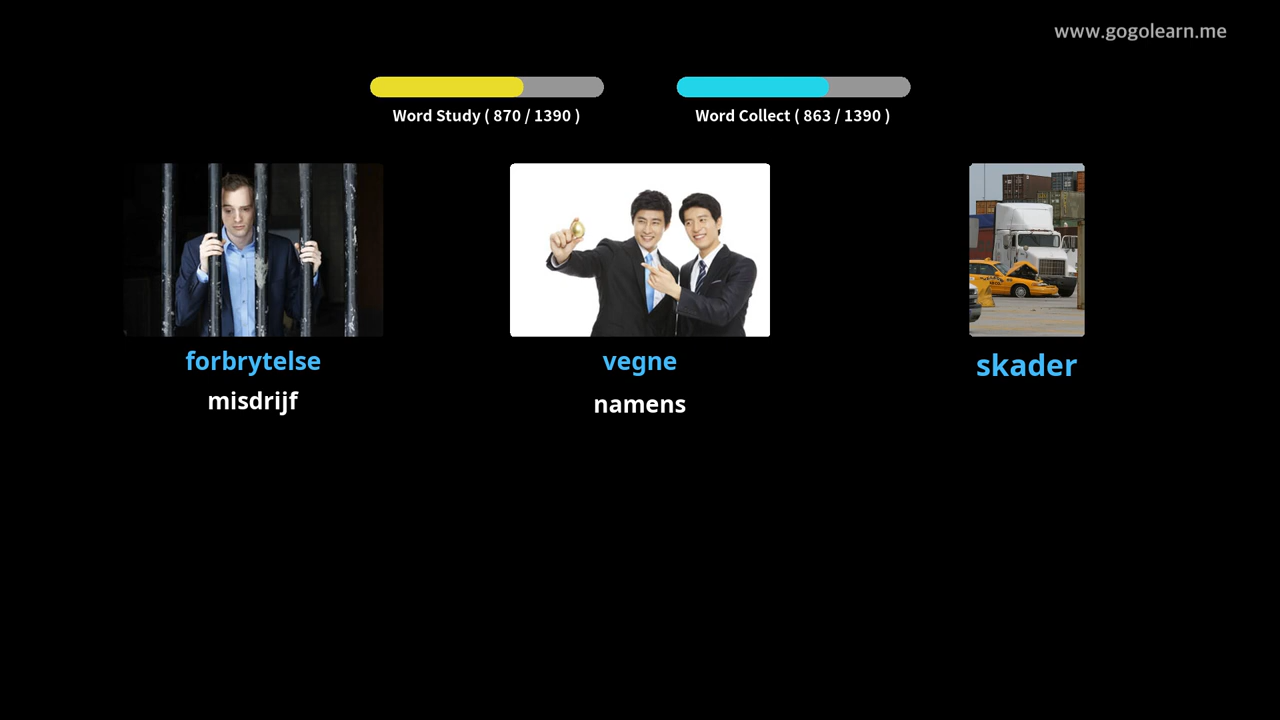 www.gogolearn.me
Word Study ( 870 / 1390 )
Word Collect ( 863 / 1390 )
forbrytelse
misdrijf
vegne
namens
skader